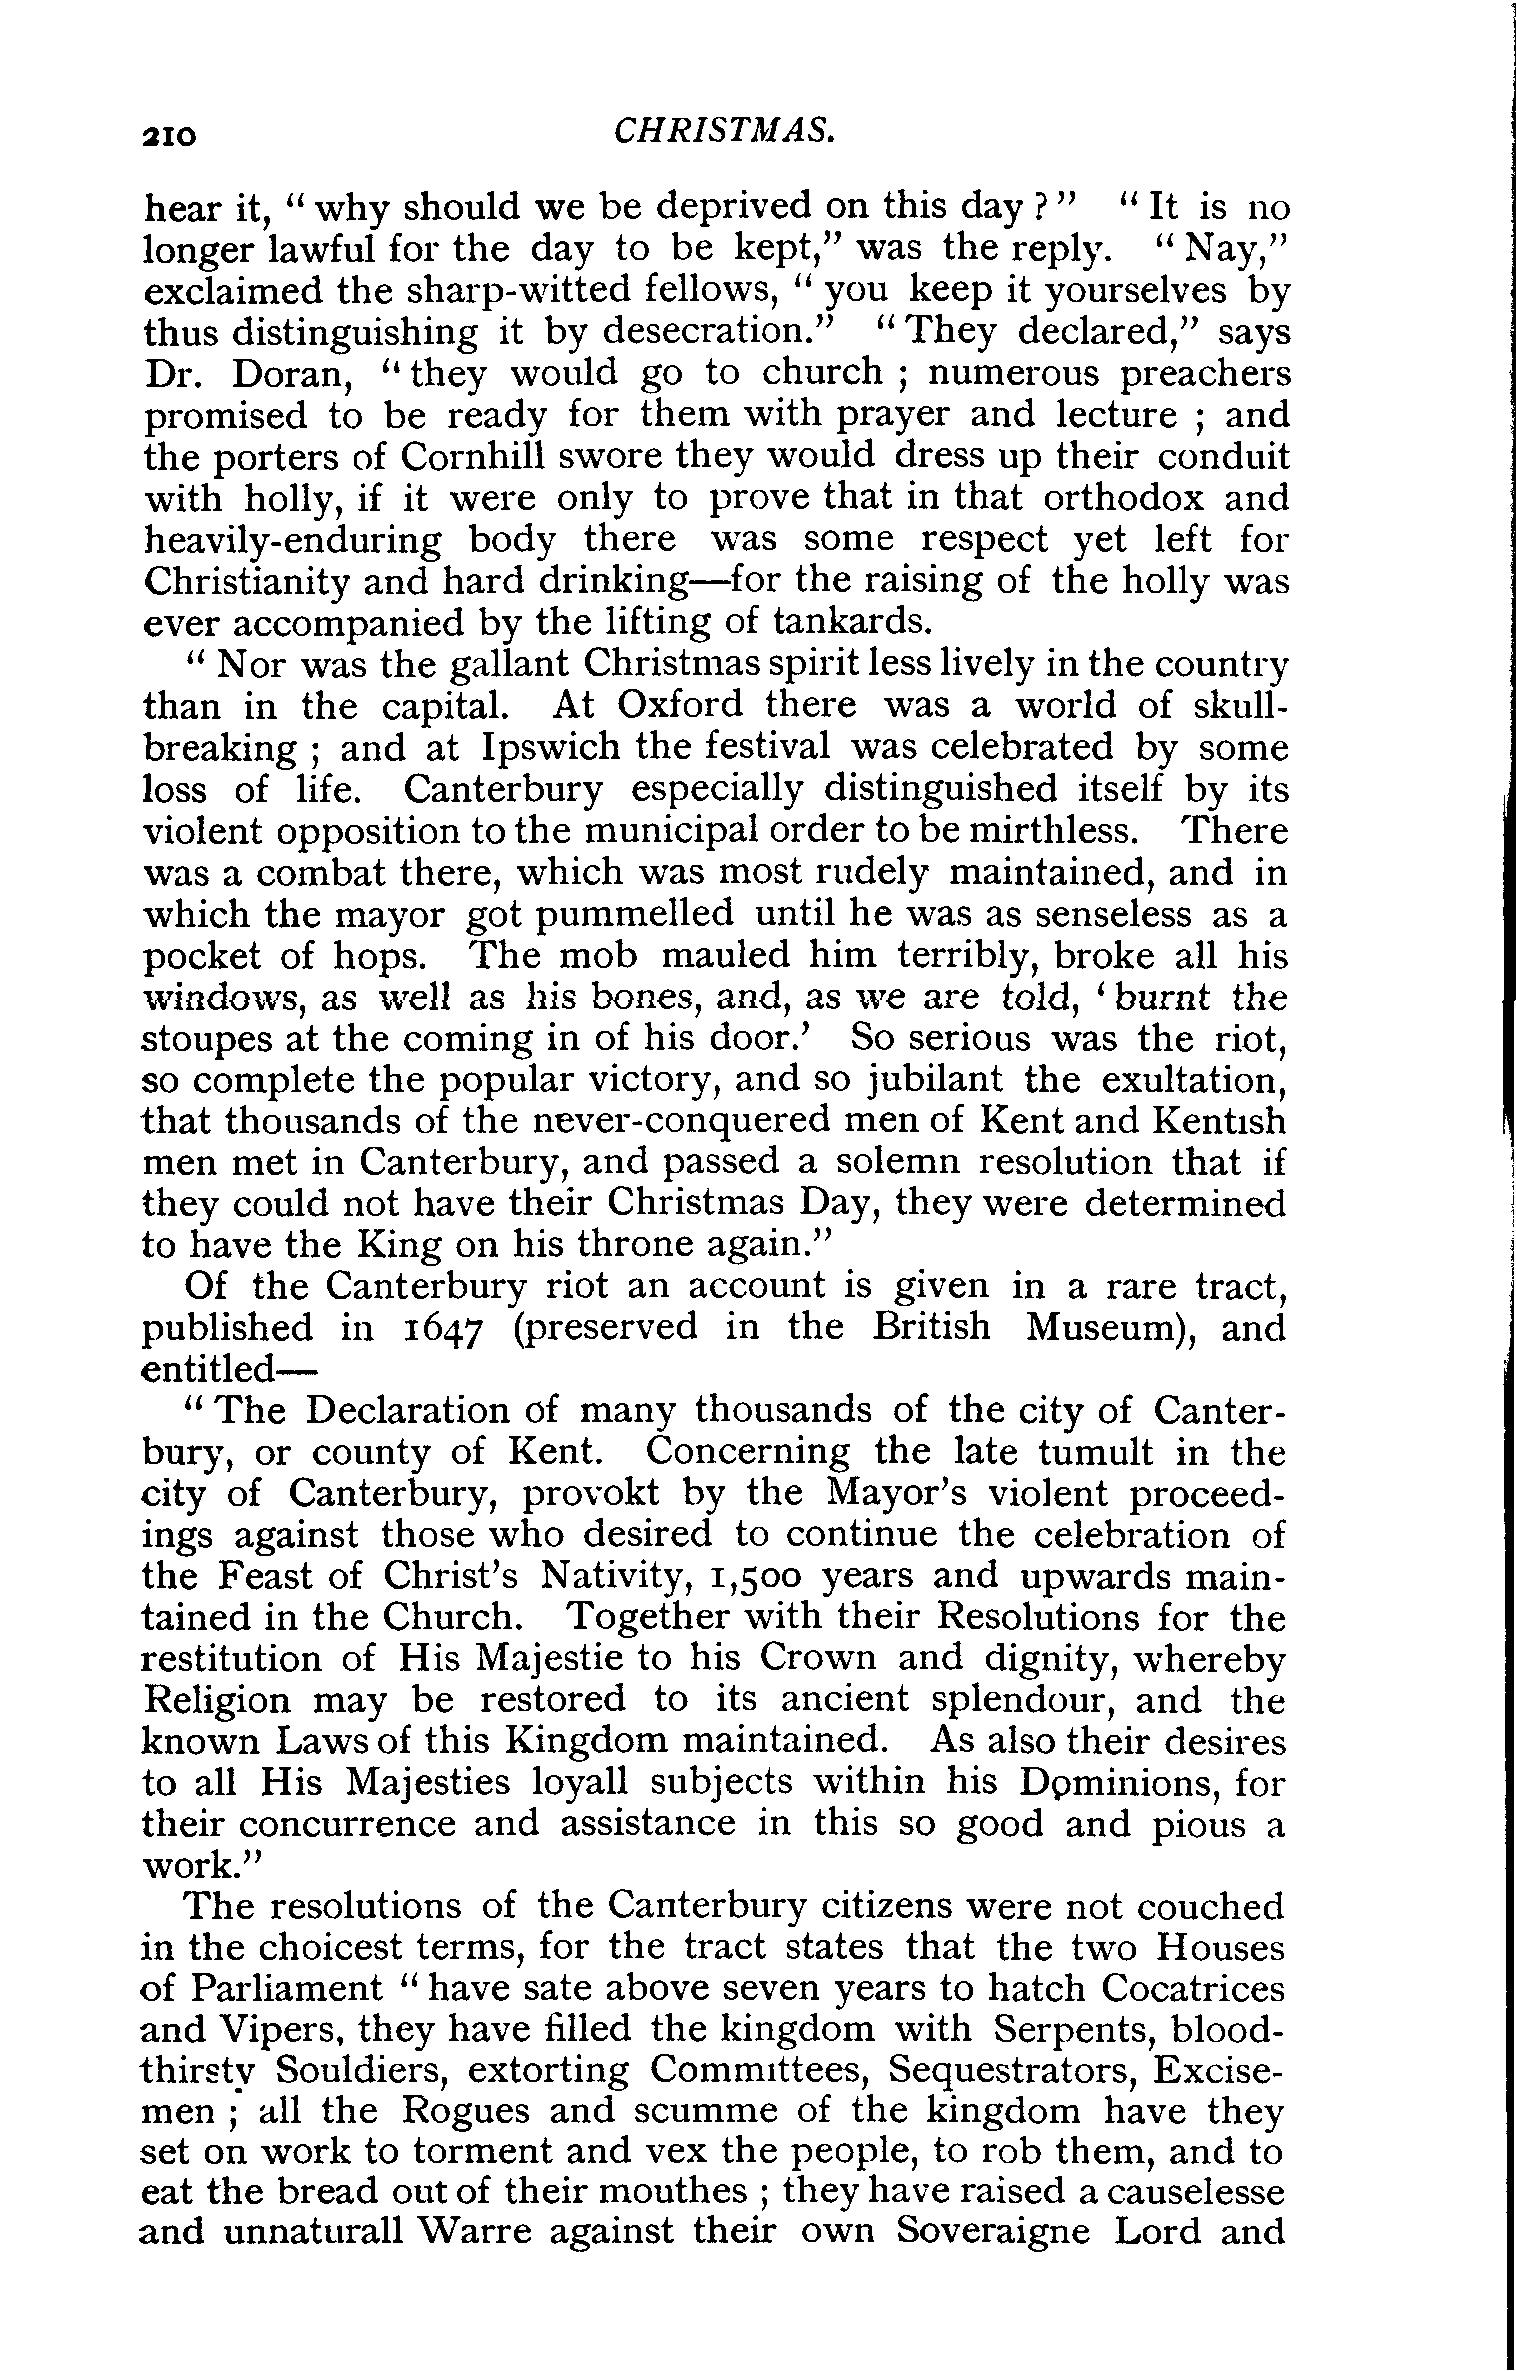 210 CHRISTMAS.
hear it, “ why should we be deprived on this day ? ” “ It is no
longer lawful for the day to be kept,” was the reply. “ Nay,”
exclaimed the sharp-witted fellows, “ you keep it yourselves by
thus distinguishing it by desecration.” “ They declared,” says
Dr. Doran, “ they would go to church ; numerous preachers
promised to be ready for them with prayer and lecture ; and
the porters of Cornhill swore they would dress up their conduit
with holly, if it were only to prove that in that orthodox and
heavily-enduring body there was some respect yet left for
Christianity and hard drinking—for the raising of the holly was
ever accompanied by the lifting of tankards.
“ Nor was the gallant Christmas spirit less lively in the country
than in the capital. At Oxford there was a world of skull-
breaking ; and at Ipswich the festival was celebrated by some
loss of life. Canterbury especially distinguished itself by its
violent opposition to the municipal order to be mirthless. There
was a combat there, which was most rudely maintained, and in
which the mayor got pummelled until he was as senseless as a
pocket of hops. The mob mauled him terribly, broke all his
windows, as well as his bones, and, as we are told, ‘ burnt the
stoupes at the coming in of his door.’ So serious was the riot,
so complete the popular victory, and so jubilant the exultation,
that thousands of the never-conquered men of Kent and Kentish
men met in Canterbury, and passed a solemn resolution that if
they could not have their Christmas Day, they were determined
to have the King on his throne again.”
Of the Canterbury riot an account is given in a rare tract,
published in 1647 (preserved in the British Museum), and
entitled—
“ The Declaration of many thousands of the city of Canter-
bury, or county of Kent. Concerning the late tumult in the
city of Canterbury, provokt by the Mayor’s violent proceed-
ings against those who desired to continue the celebration of
the Feast of Christ’s Nativity, 1,500 years and upwards main-
tained in the Church. Together with their Resolutions for the
restitution of His Majestie to his Crown and dignity, whereby
Religion may be restored to its ancient splendour, and the
known Laws of this Kingdom maintained. As also their desires
to all His Majesties loyall subjects within his Dominions, for
their concurrence and assistance in this so good and pious a
work.”
The resolutions of the Canterbury citizens were not couched
in the choicest terms, for the tract states that the two Houses
of Parliament “ have sate above seven years to hatch Cocatrices
and Vipers, they have filled the kingdom with Serpents, blood-
thirsty Souldiers, extorting Committees, Sequestrators, Excise-
men ; all the Rogues and scumme of the kingdom have they
set on work to torment and vex the people, to rob them, and to
eat the bread out of their mouthes ; they have raised a causelesse
and unnaturall Warre against their own Soveraigne Lord and